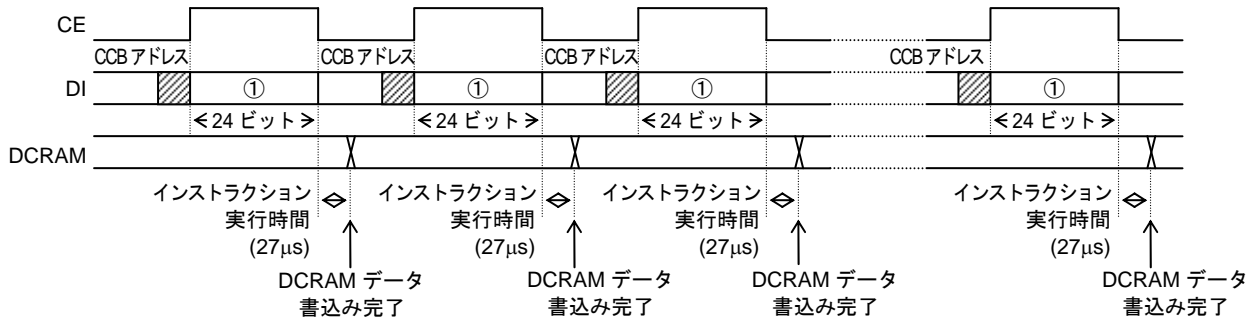 CE
CCB アドレス CCB アドレス CCB アドレス CCB アドレス
DI ① ① ① ①
24 ビット 24 ビット 24 ビット 24 ビット
DCRAM
インストラクション インストラクション インストラクション インストラクション
実行時間 実行時間 実行時間 実行時間
(27μs) (27μs) (27μs) (27μs)
DCRAM データ DCRAM データ DCRAM データ DCRAM データ
書込み完了 書込み完了 書込み完了 書込み完了